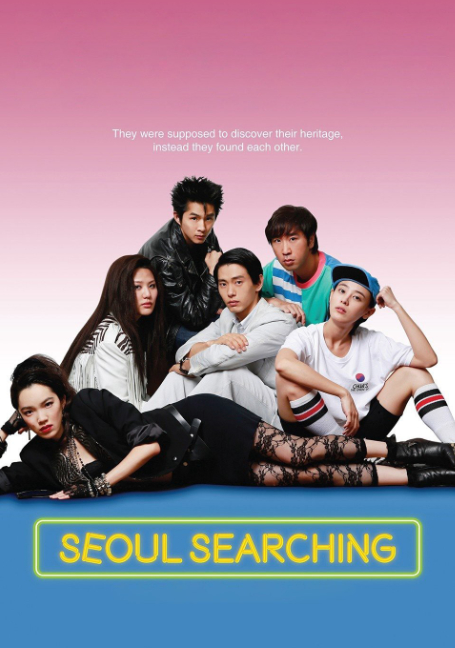 They were supposed to discover their heritage,
instead they found each other.
SEOUL SEARCHING